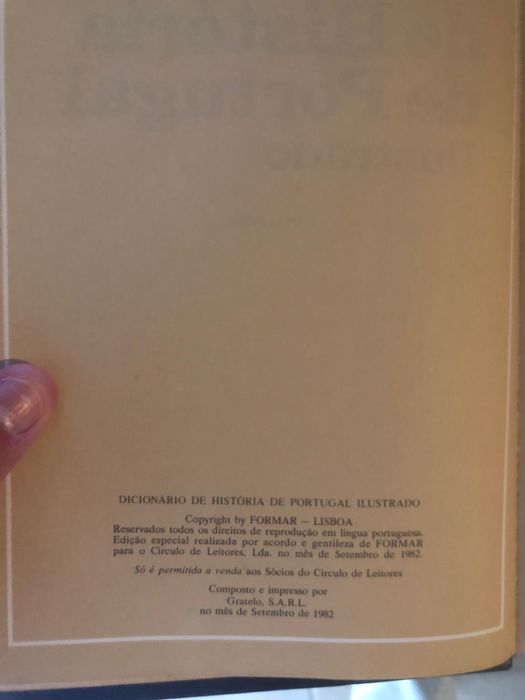 DICIONÁRIO DE HISTÓRIA DE PORTUGAL ILUSTRADO
Copyright by FORMAR — LISBOA
Reservados todos os direitos de reprodução em língua portuguesa.
Edição especial realizada por acordo e gentileza de FORMAR
para o Círculo de Leitores, Lda. no mês de Setembro de 1982.
Só é permitida a venda aos Sócios do Círculo de Leitores
Composto e impresso por
Gratelo, S.A.R.L.
no mês de Setembro de 1982